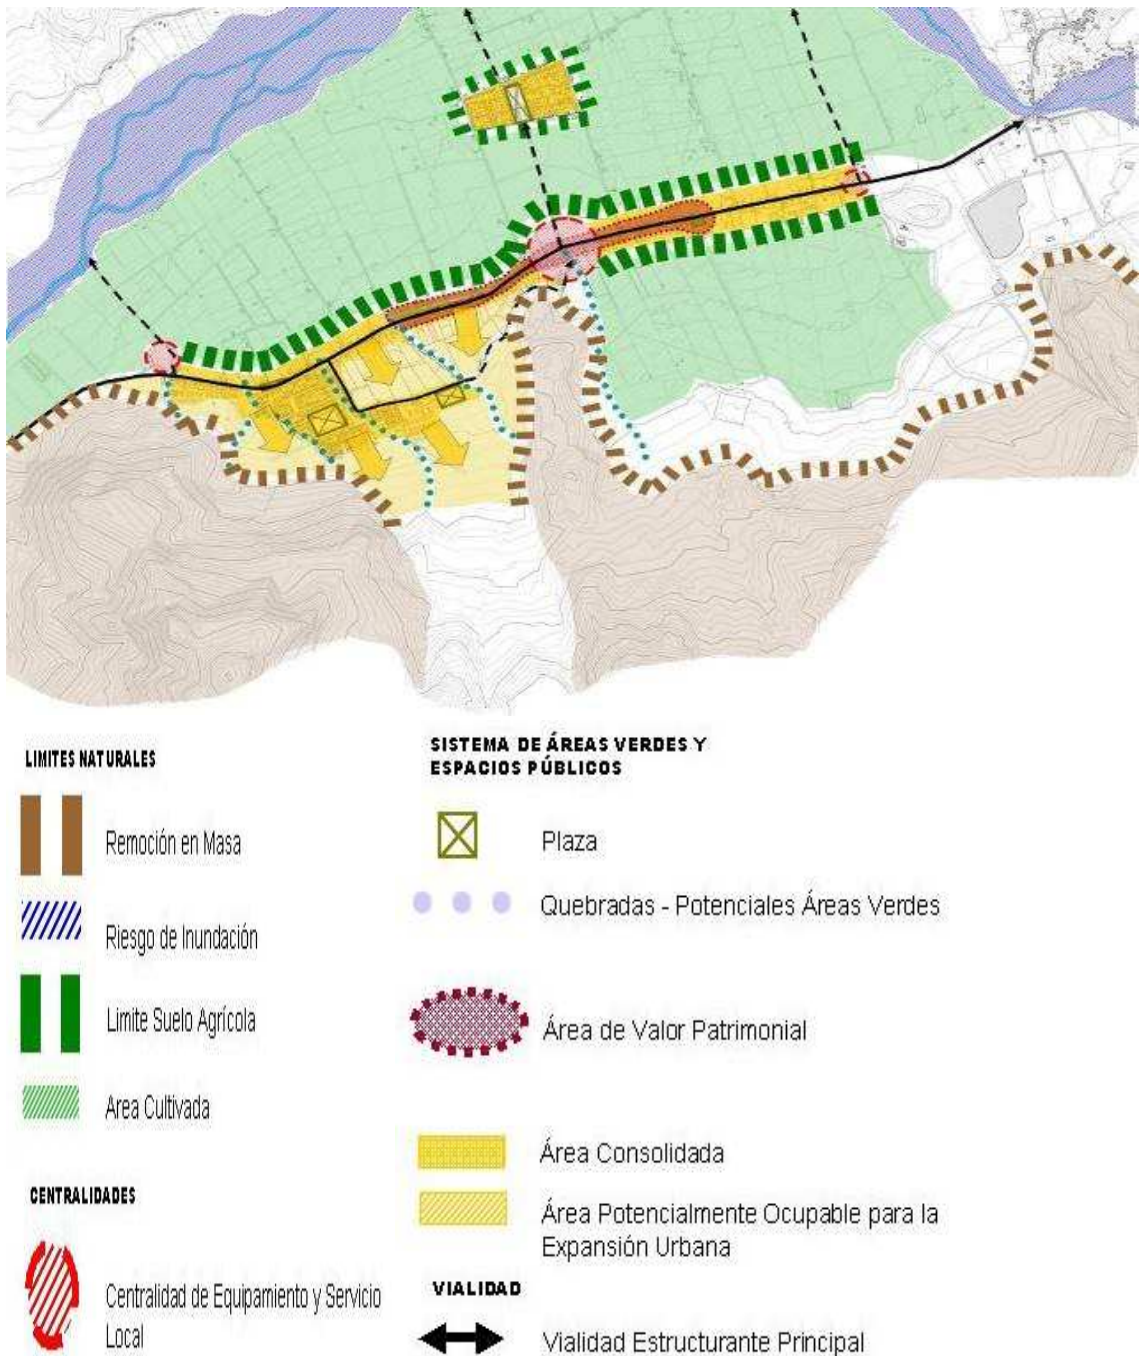 LIMITES NATURALES
Remoción en Masa
Riesgo de Inundación
Limite Suelo Agrícola
Area Cultivada
CENTRALIDADES
Centralidad de Equipamiento y Servicio
Local
SISTEMA DE ÁREAS VERDES Y
ESPACIOS PÚBLICOS
Plaza
Quebradas - Potenciales Áreas Verdes
Área de Valor Patrimonial
Área Consolidada
Área Potencialmente Ocupable para la
Expansión Urbana
VIALIDAD
Vialidad Estructurante Principal